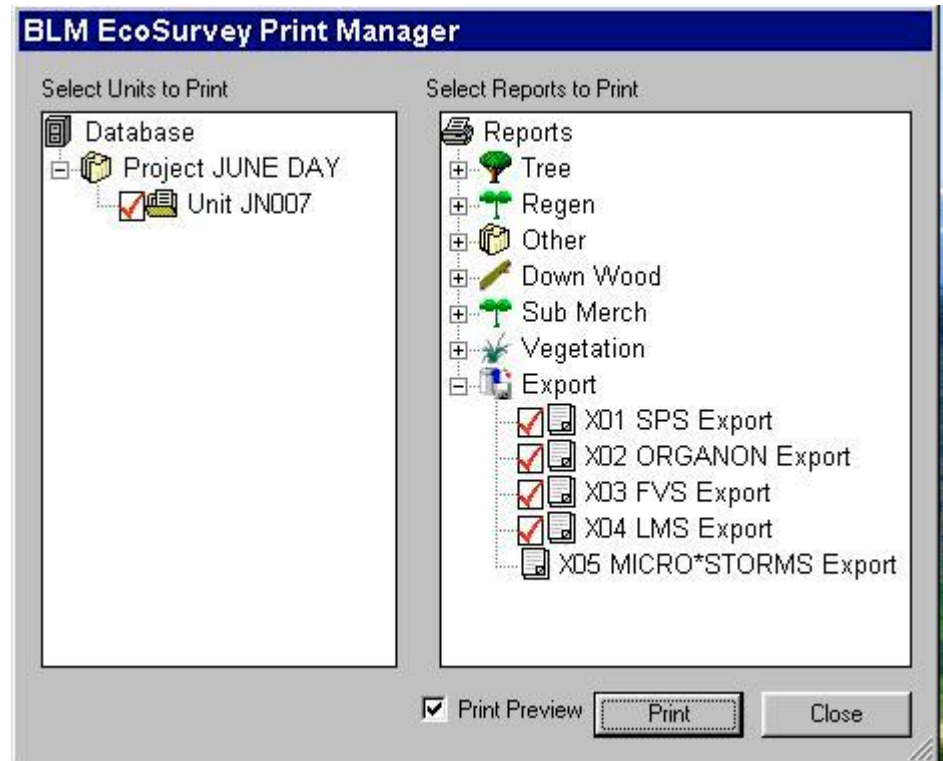 BLM EcoSurvey Print Manager
Select Units to Print
Database
Project JUNE DAY
Unit JN007
Select Reports to Print
Reports
Tree
Regen
Other
Down Wood
Sub Merch
Vegetation
Export
X01 SPS Export
X02 ORGANON Export
X03 FVS Export
X04 LMS Export
X05 MICRO*STORMS Export
Print Preview
Print
Close